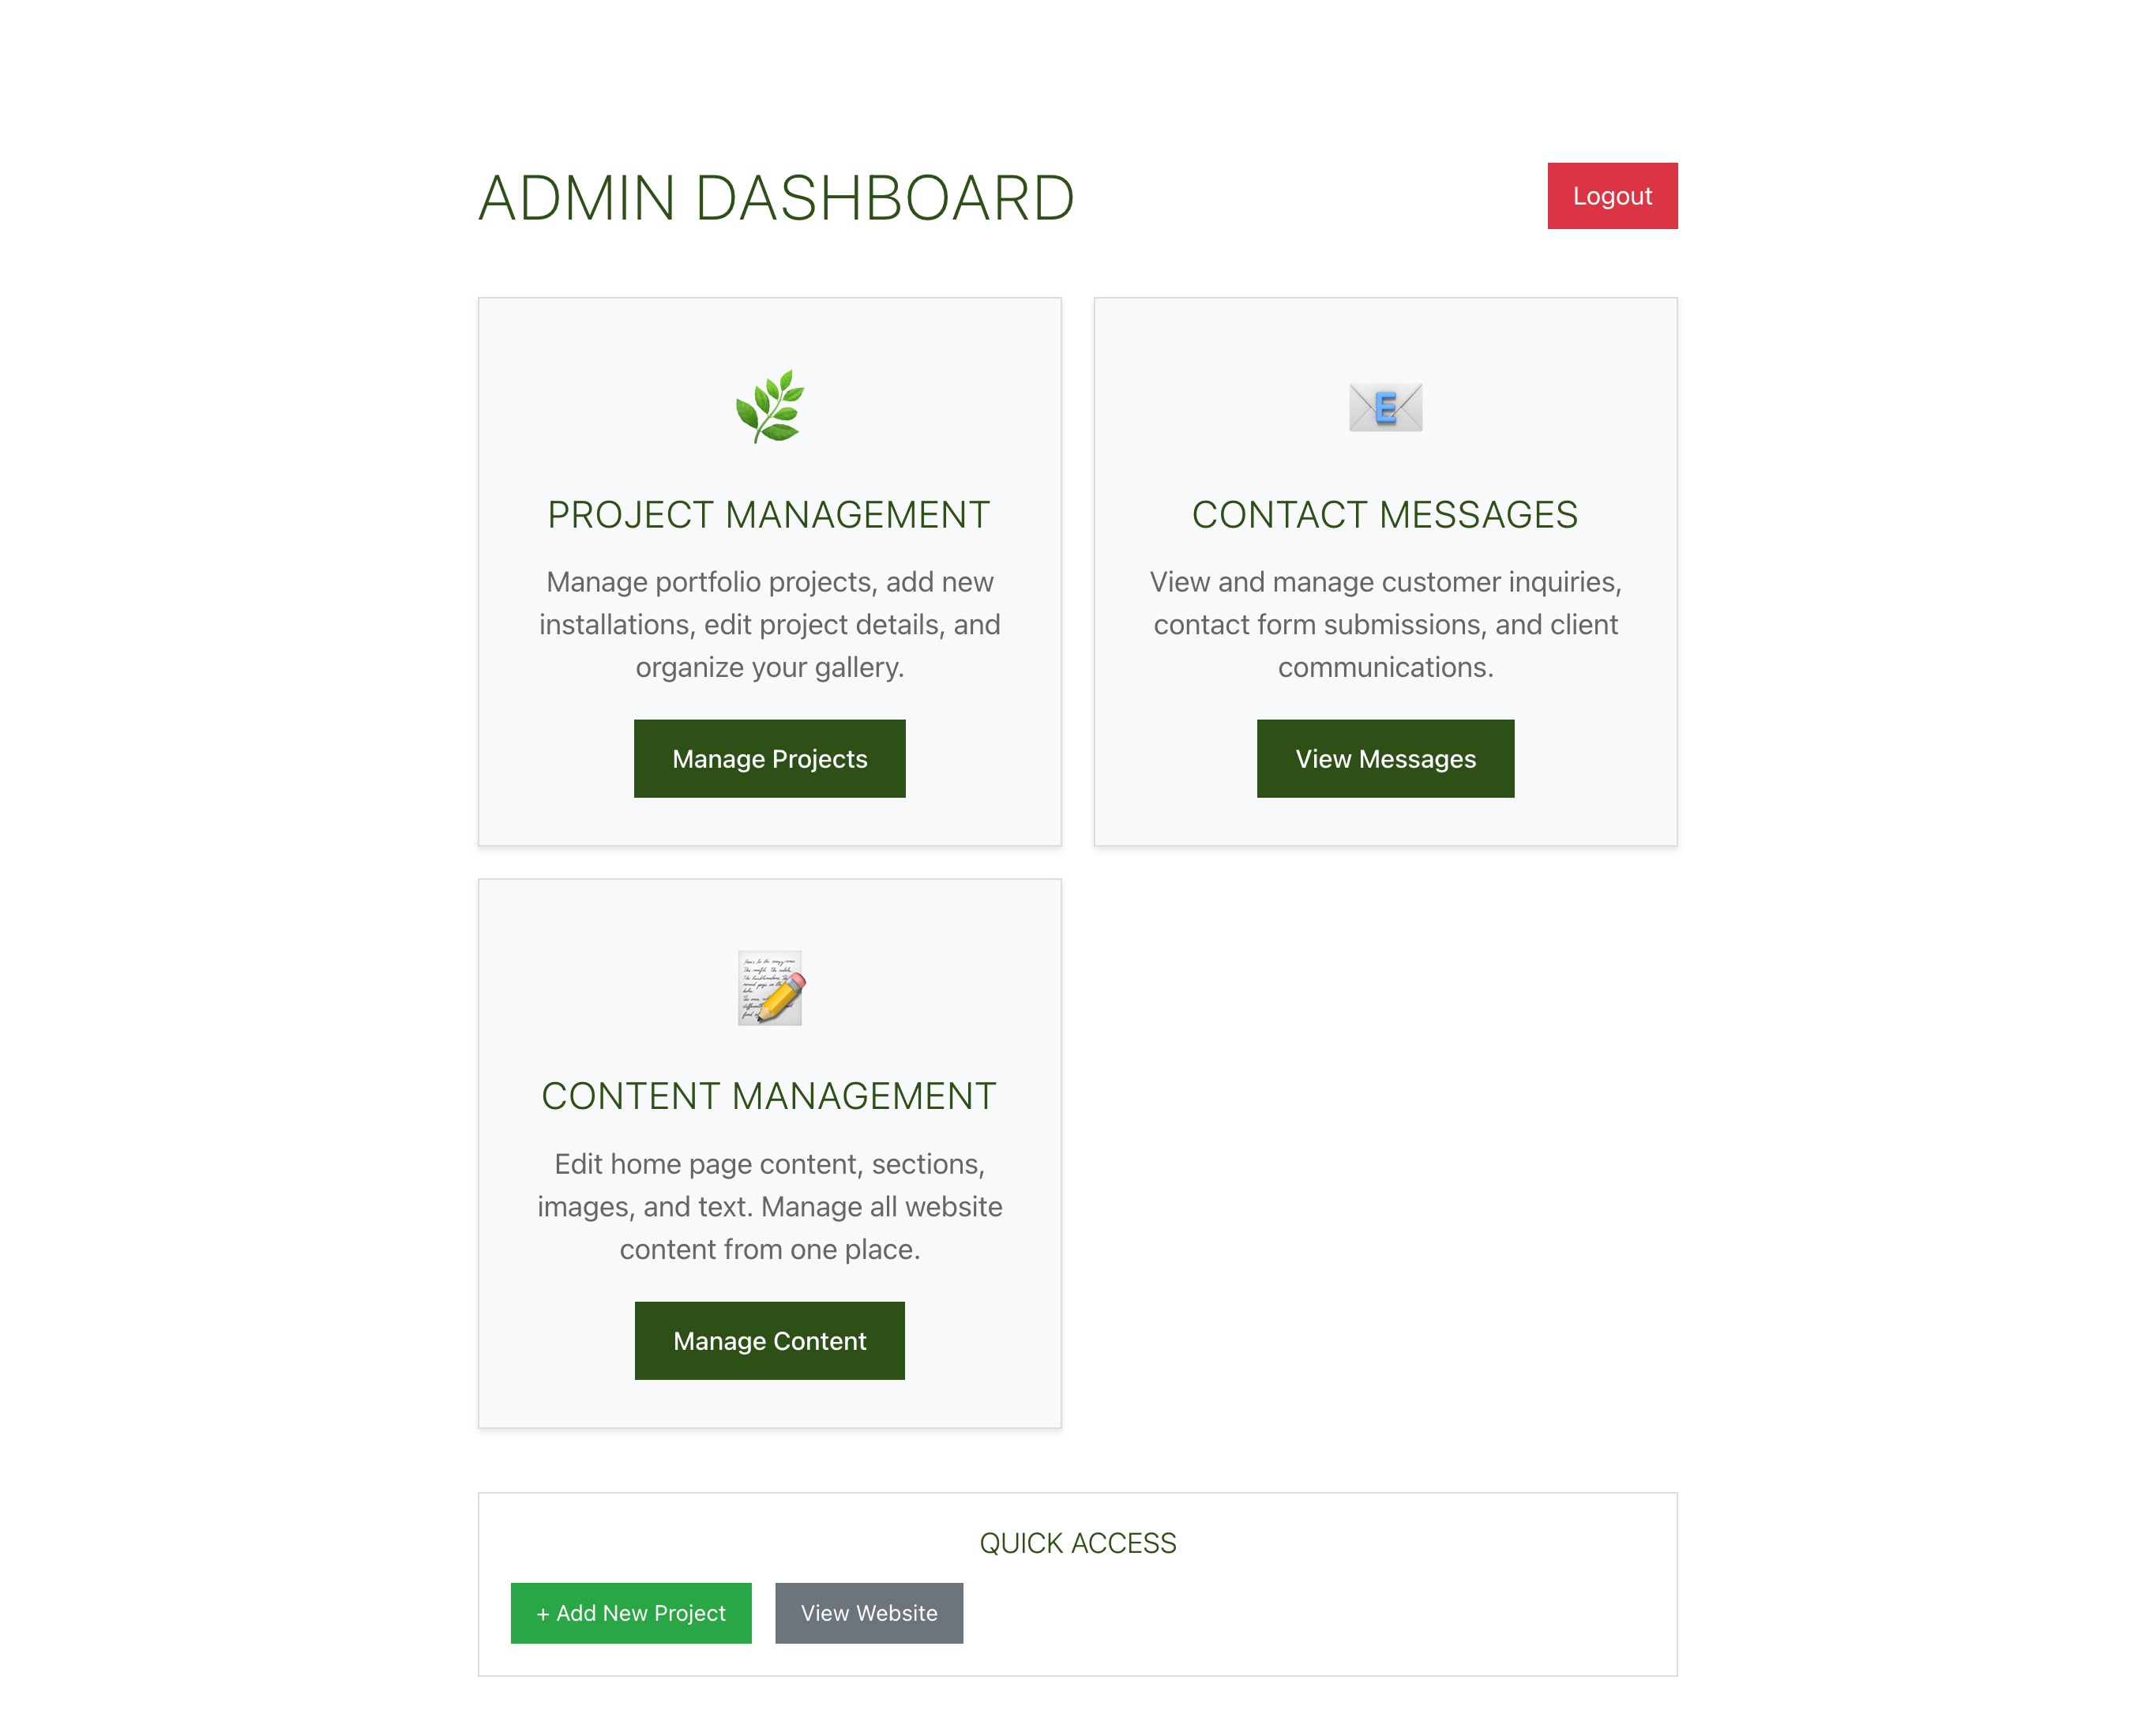 ADMIN DASHBOARD
Logout
PROJECT MANAGEMENT
Manage portfolio projects, add new
installations, edit project details, and
organize your gallery.
Manage Projects
E
CONTACT MESSAGES
View and manage customer inquiries,
contact form submissions, and client
communications.
View Messages
CONTENT MANAGEMENT
Edit home page content, sections,
images, and text. Manage all website
content from one place.
Manage Content
QUICK ACCESS
+ Add New Project
View Website